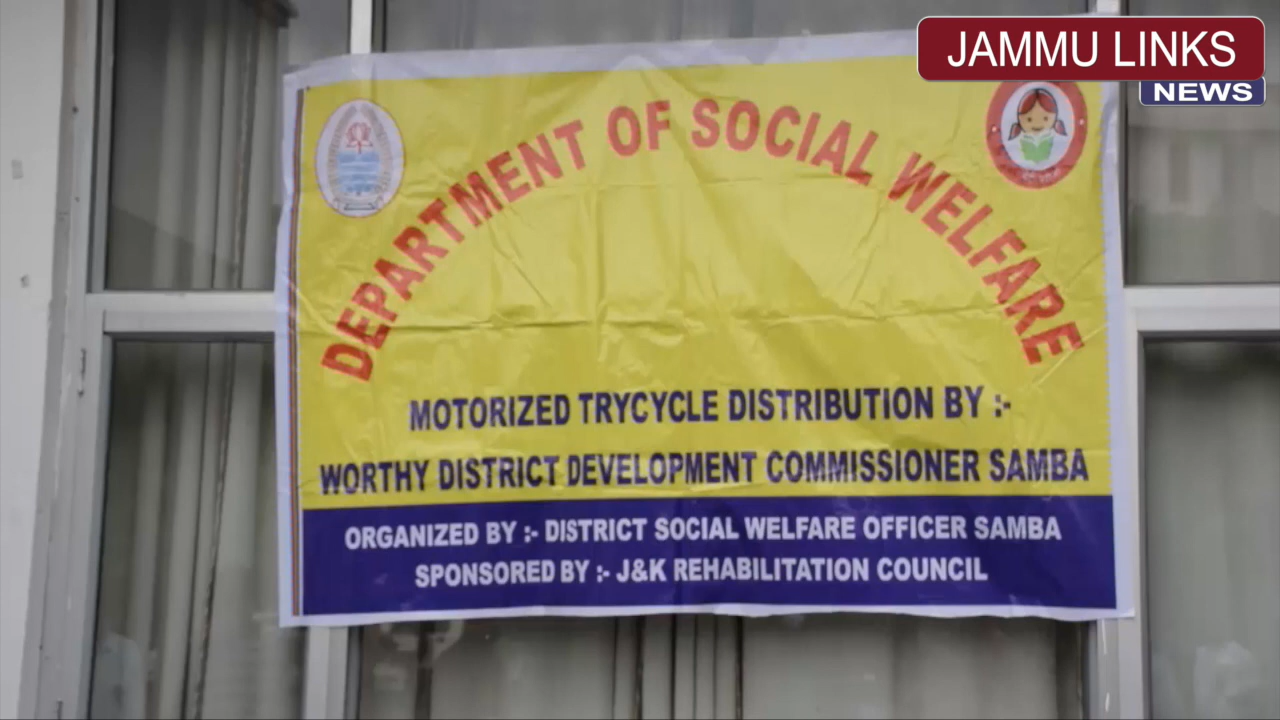 JAMMU LINKS
NEWS
DEPARTMENT OF SOCIAL WELFARE
MOTORIZED TRYCYCLE DISTRIBUTION BY :-
WORTHY DISTRICT DEVELOPMENT COMMISSIONER SAMBA
ORGANIZED BY :- DISTRICT SOCIAL WELFARE OFFICER SAMBA
SPONSORED BY :- J&K REHABILITATION COUNCIL